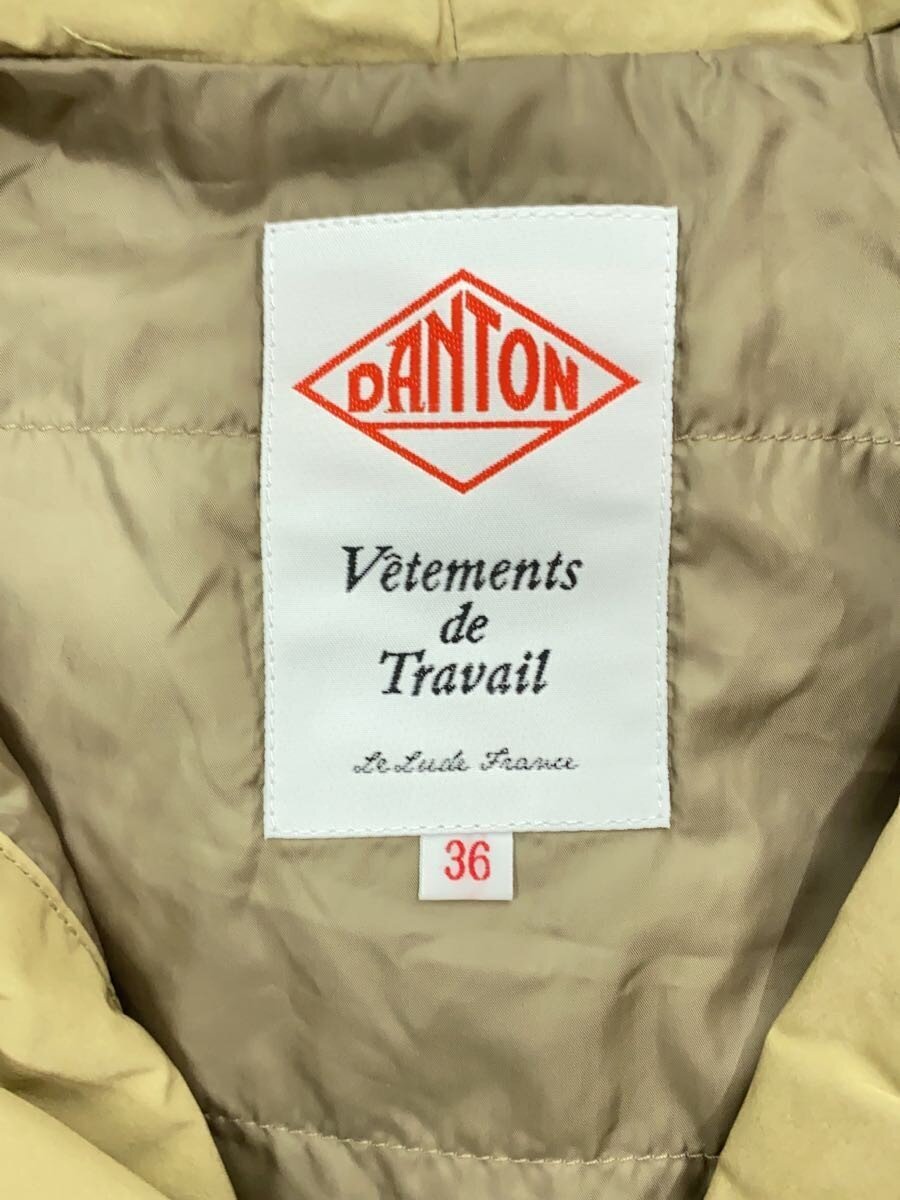 DANTON
Vêtements
de
Travail
Le Lude France
36